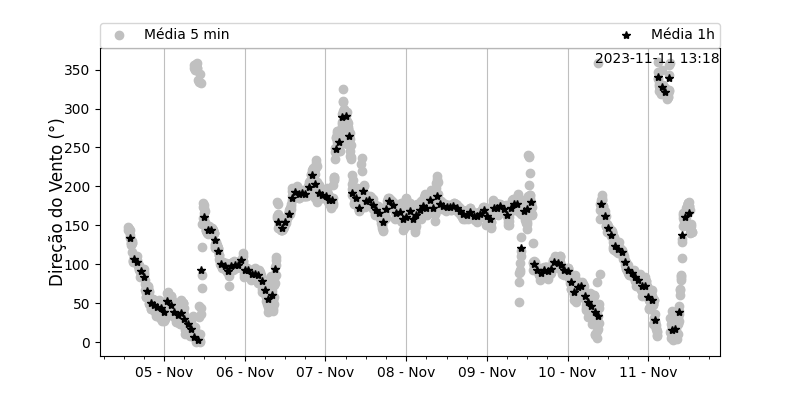 Média 5 min
Média 1h
2023-11-11 13:18
Direção do Vento (°)
350
300
250
200
150
100
50
0
05 - Nov
06 - Nov
07 - Nov
08 - Nov
09 - Nov
10 - Nov
11 - Nov